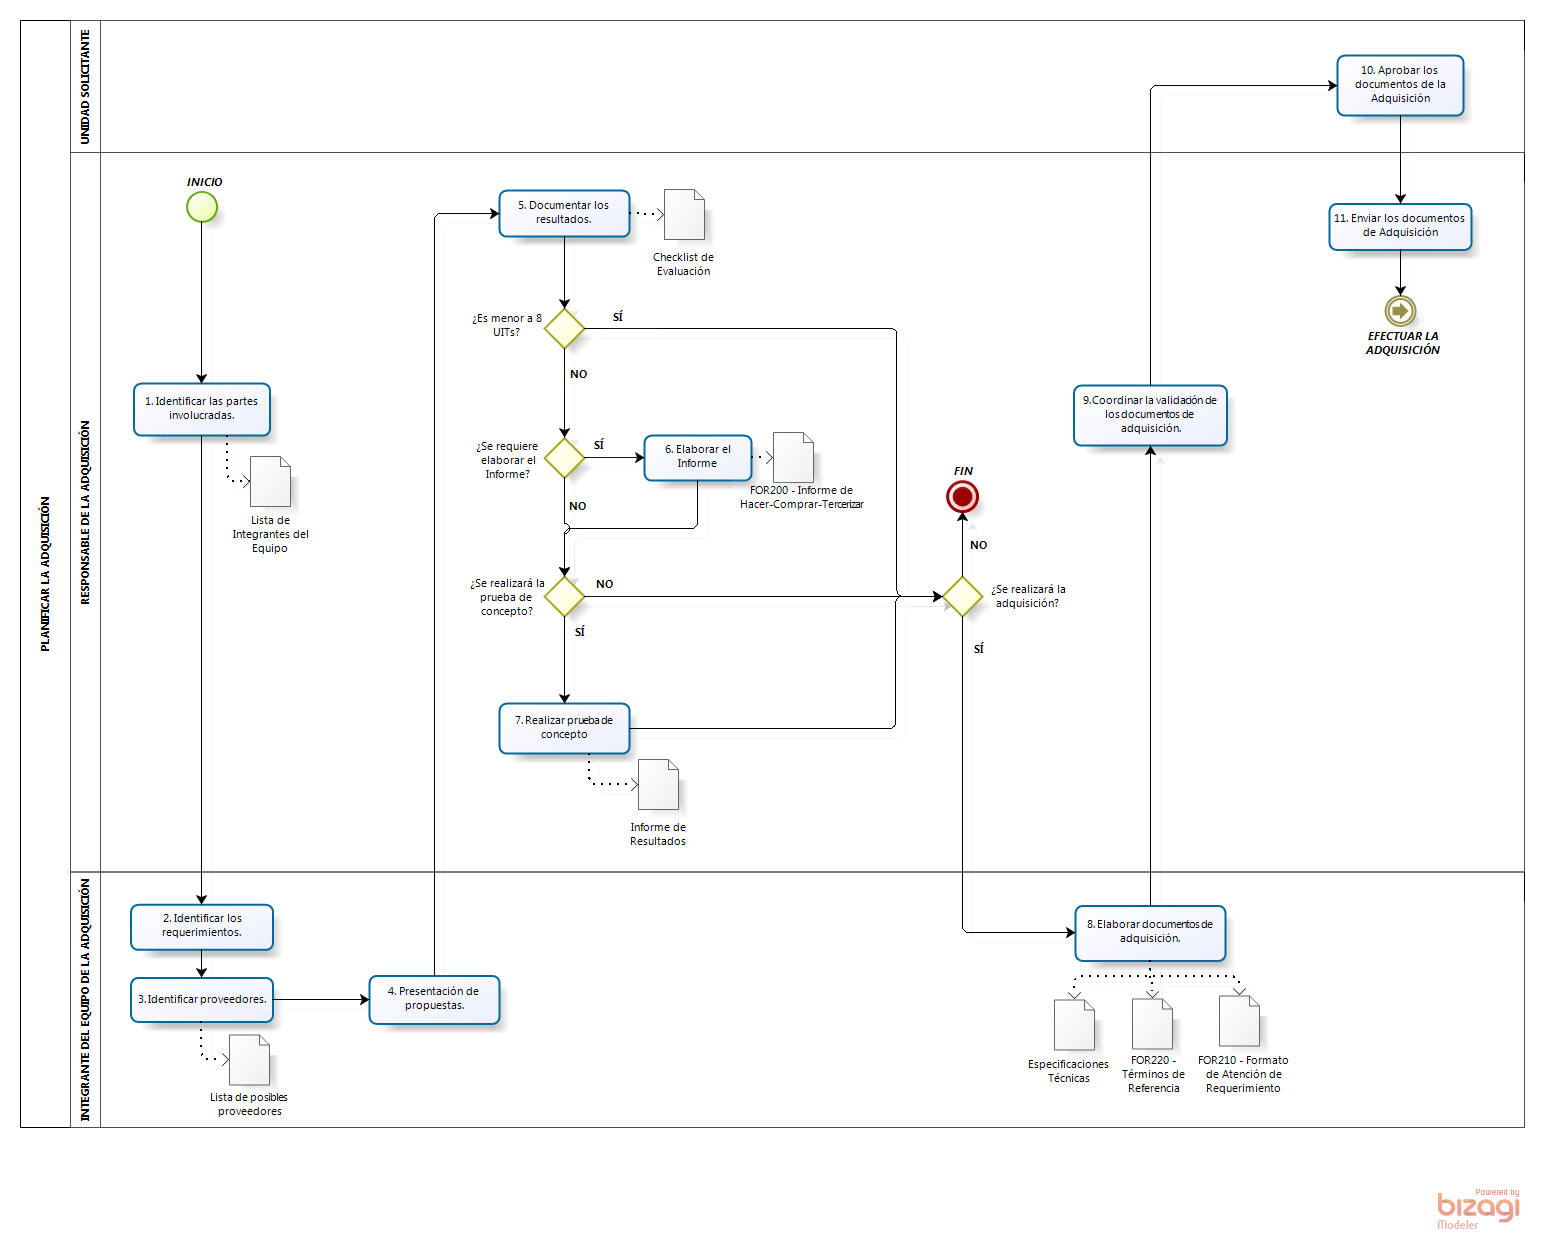 PLANIFICAR LA ADQUISICIÓN
UNIDAD SOLICITANTE
10. Aprobar los
documentos de la
Adquisición
RESPONSABLE DE LA ADQUISICIÓN
INICIO
1. Identificar las partes
involucradas.
Lista de
Integrantes del
Equipo
5. Documentar los
resultados.
Checklist de
Evaluación
¿Es menor a 8
UITs?
SÍ
NO
¿Se requiere
elaborar el
Informe?
SÍ
NO
6. Elaborar el
Informe
FOR200 - Informe de
Hacer-Comprar-Tercerizar
¿Se realizará la
prueba de
concepto?
NO
SÍ
7. Realizar prueba de
concepto
Informe de
Resultados
FIN
NO
¿Se realizará la
adquisición?
SÍ
9.Coordinar la validación de
los documentos de
adquisición.
11. Enviar los documentos
de Adquisición
EFECTUAR LA
ADQUISICIÓN
INTEGRANTE DEL EQUIPO DE LA ADQUISICIÓN
2. Identificar los
requerimientos.
3. Identificar proveedores.
Lista de posibles
proveedores
4. Presentación de
propuestas.
8. Elaborar documentos de
adquisición.
Especificaciones
Técnicas
FOR220 -
Términos de
Referencia
FOR210 - Formato
de Atención de
Requerimiento
Powered by
bizagi
Modeler